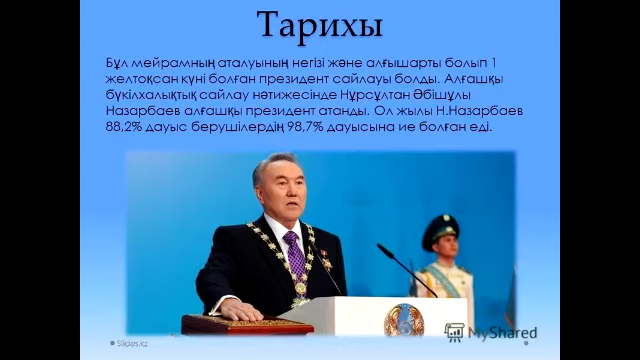 Тарихы
Бұл мейрамның аталуының негізі және алғышарты болып 1
желтоқсан күні болған президент сайлауы болды. Алғашқы
бүкілхалықтық сайлау нәтижесінде Нұрсұлтан Әбішұлы
Назарбаев алғашқы президент атанды. Ол жылы Н.Назарбаев
88,2% дауыс берушілердің 98,7% дауысына ие болған еді.
MyShared
Slides.kz